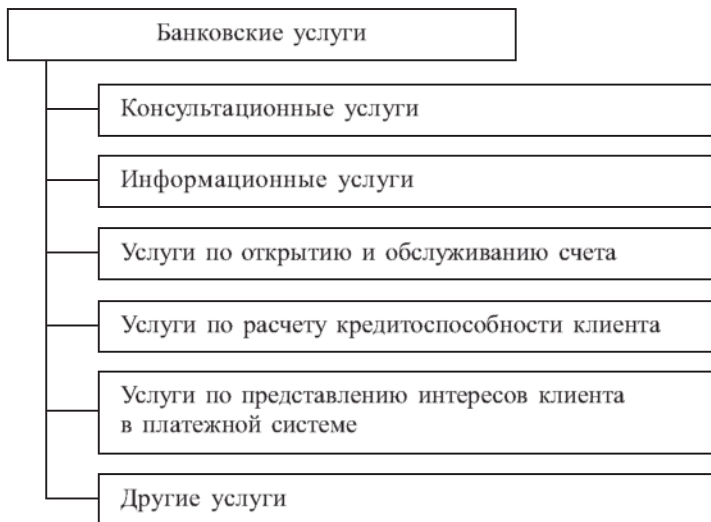 Банковские услуги
Консультационные услуги
Информационные услуги
Услуги по открытию и обслуживанию счета
Услуги по расчету кредитоспособности клиента
Услуги по представлению интересов клиента
в платежной системе
Другие услуги